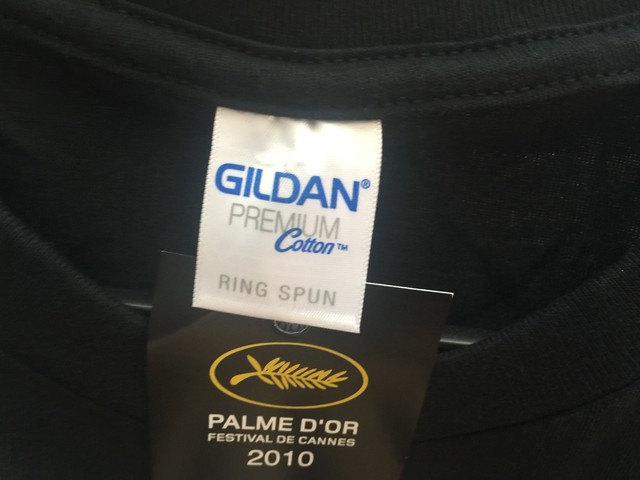 GILDAN®
PREMIUM
Cotton™
RING SPUN
PALME D'OR
FESTIVAL DE CANNES
2010